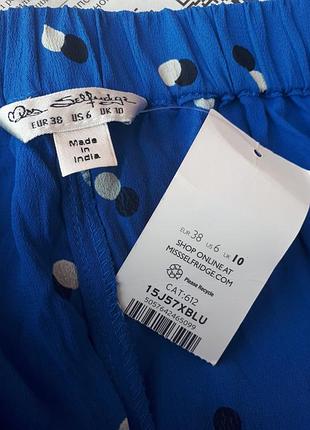 Miss Selfridge
EUR 38 US 6 UK 10
Made
in
India
EUR 38 US 6 UK 10
SHOP ONLINE AT
MISSSELFRIDGE.COM
Please Recycle
CAT:612
15J57XBLU
5057642465099